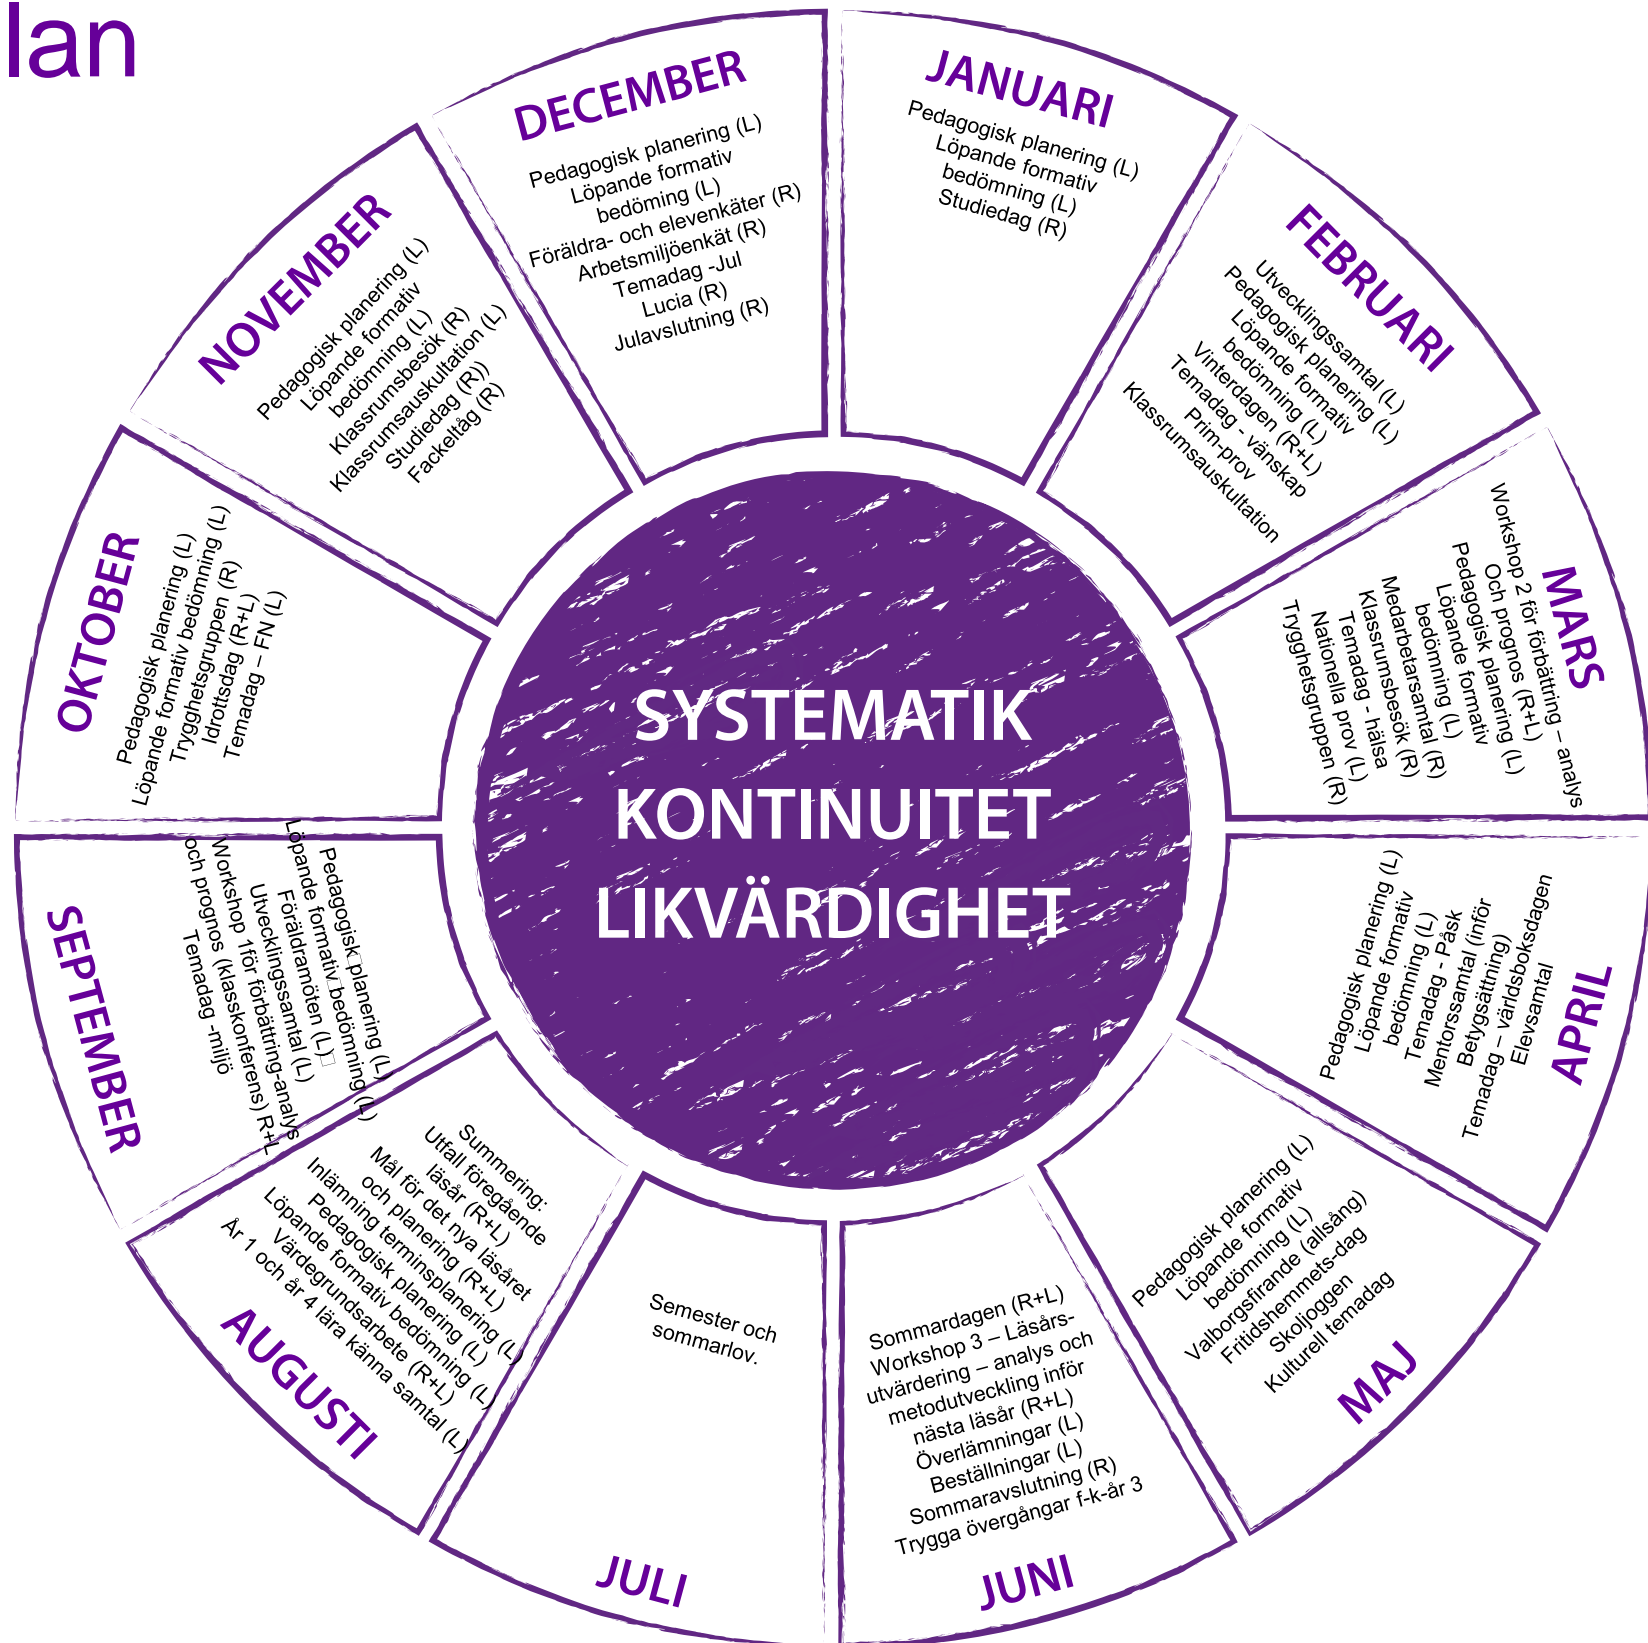 lan
JANUARI
Pedagogisk planering (L)
Löpande formativ
bedömning (L)
Studiedag (R)
FEBRUARI
Utvecklingssamtal (L)
Pedagogisk planering (L)
Löpande formativ
bedömning (L)
Vinterdagen (R+L)
Temadag - vänskap
Prim-prov
Klassrumsauskultation
MARS
Workshop 2 för förbättring – analys
Och prognos (R+L)
Pedagogisk planering (L)
Löpande formativ
bedömning (L)
Medarbetarsamtal (R)
Klassrumsbesök (R)
Temadag - hälsa
Nationella prov (L)
Trygghetsgruppen (R)
APRIL
Pedagogisk planering (L)
Löpande formativ
bedömning (L)
Temadag - Påsk
Mentorssamtal (inför
Betygsättning)
Temadag – världsboksdagen
Elevsamtal
MAJ
Pedagogisk planering (L)
Löpande formativ
bedömning (L)
Valborgsfirande (allsång)
Fritidshemmets-dag
Skoljoggen
Kulturell temadag
JUNI
Sommardagen (R+L)
Workshop 3 – Läsårs-
utvärdering – analys och
metodutveckling inför
nästa läsår (R+L)
Överlämningar (L)
Beställningar (L)
Sommaravslutning (R)
Trygga övergångar f-k-år 3
JULI
Semester och
sommarlov.
AUGUSTI
Summering:
Utfall föregående
läsår (R+L)
Mål för det nya läsåret
och planering (R+L)
Inlämning terminsplanering (L)
Pedagogisk planering (L)
Löpande formativ bedömning (L)
Värdegrundsarbete (R+L)
År 1 och år 4 lära känna samtal (L)
SEPTEMBER
Pedagogisk planering (L)
Löpande formativ bedömning (L)
Föräldramöten (L)
Utvecklingssamtal (L)
Workshop 1för förbättring-analys
och prognos (klasskonferens) R+L
Temadag -miljö
OKTOBER
Pedagogisk planering (L)
Löpande formativ bedömning (L)
Trygghetsgruppen (R)
Idrottsdag (R+L)
Temadag – FN (L)
NOVEMBER
Pedagogisk planering (L)
Löpande formativ
bedömning (L)
Klassrumsbesök (R)
Klassrumsauskultation (L)
Studiedag (R))
Fackeltåg (R)
DECEMBER
Pedagogisk planering (L)
Löpande formativ
bedöming (L)
Föräldra- och elevenkäter (R)
Arbetsmiljöenkät (R)
Temadag -Jul
Lucia (R)
Julavslutning (R)
SYSTEMATIK
KONTINUITET
LIKVÄRDIGHET